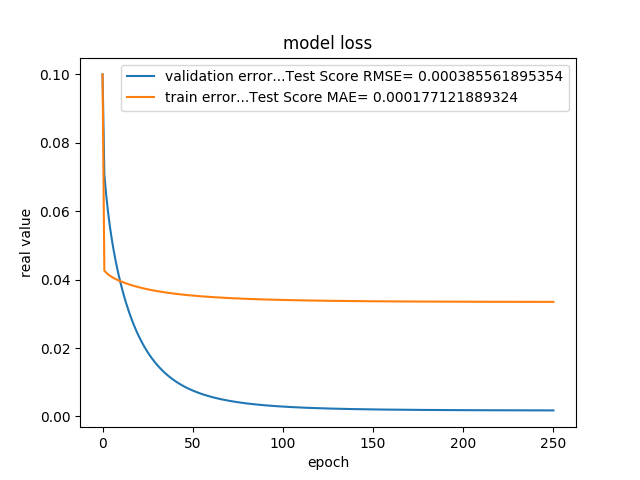 model loss
validation error...Test Score RMSE= 0.000385561895354
train error...Test Score MAE= 0.000177121889324
real value
0.10
0.08
0.06
0.04
0.02
0.00
0 50 100 150 200 250
epoch